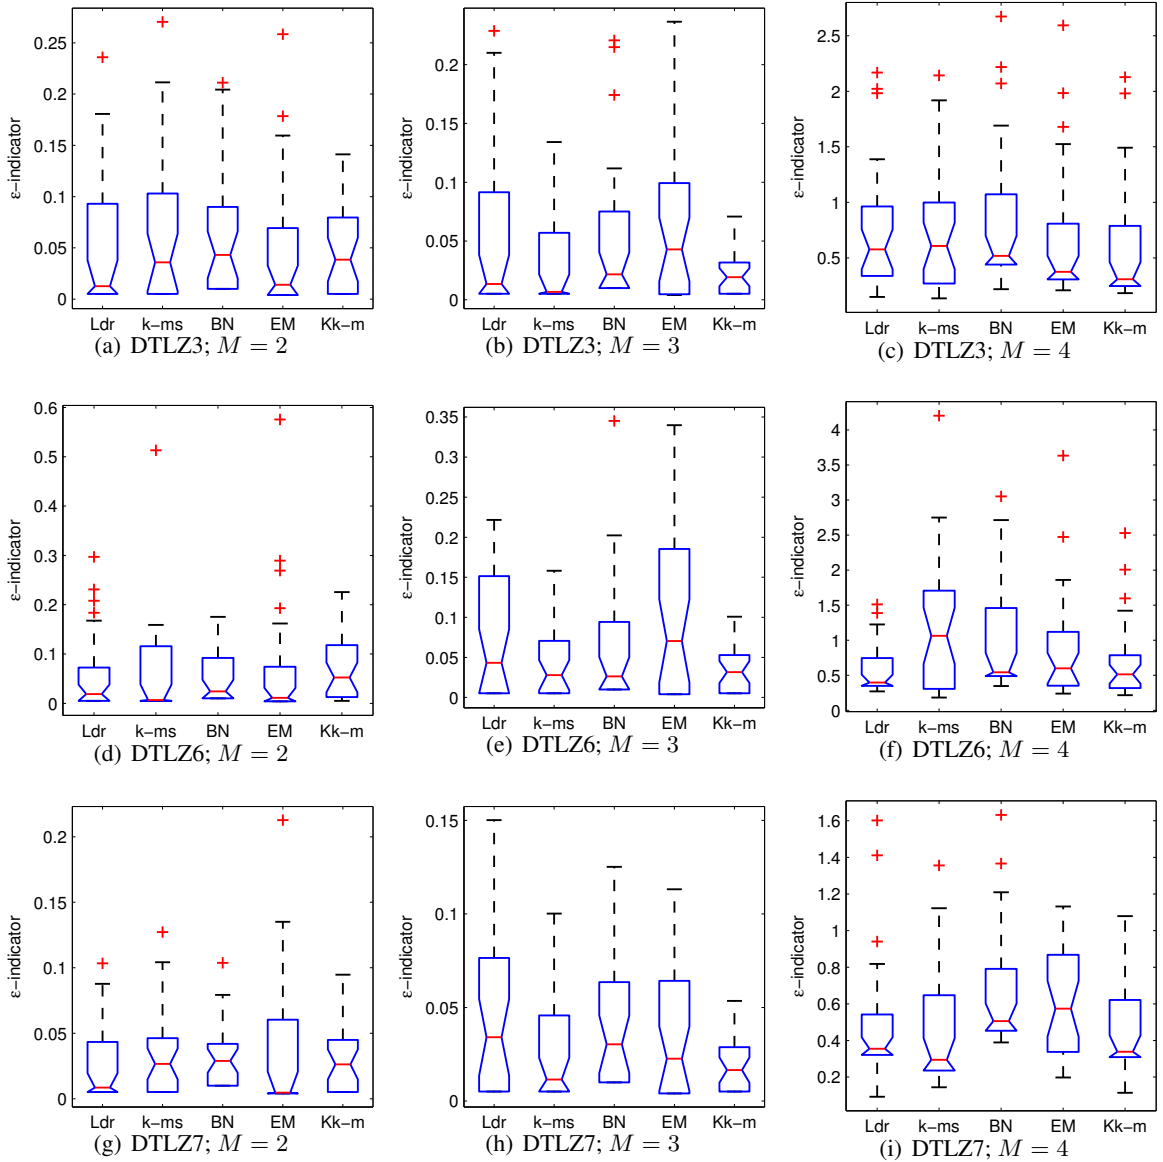 0.25
0.2
0.15
0.1
0.05
0
ε-indicator
Ldr k-ms BN EM Kk-m
(a) DTLZ3; M = 2
0.2
0.15
0.1
0.05
0
ε-indicator
Ldr k-ms BN EM Kk-m
(b) DTLZ3; M = 3
2.5
2
1.5
1
0.5
ε-indicator
Ldr k-ms BN EM Kk-m
(c) DTLZ3; M = 4
0.6
0.5
0.4
0.3
0.2
0.1
0
ε-indicator
Ldr k-ms BN EM Kk-m
(d) DTLZ6; M = 2
0.35
0.3
0.25
0.2
0.15
0.1
0.05
0
ε-indicator
Ldr k-ms BN EM Kk-m
(e) DTLZ6; M = 3
4
3.5
3
2.5
2
1.5
1
0.5
0
ε-indicator
Ldr k-ms BN EM Kk-m
(f) DTLZ6; M = 4
0.2
0.15
0.1
0.05
0
ε-indicator
Ldr k-ms BN EM Kk-m
(g) DTLZ7; M = 2
0.15
0.1
0.05
0
ε-indicator
Ldr k-ms BN EM Kk-m
(h) DTLZ7; M = 3
1.6
1.4
1.2
1
0.8
0.6
0.4
0.2
ε-indicator
Ldr k-ms BN EM Kk-m
(i) DTLZ7; M = 4